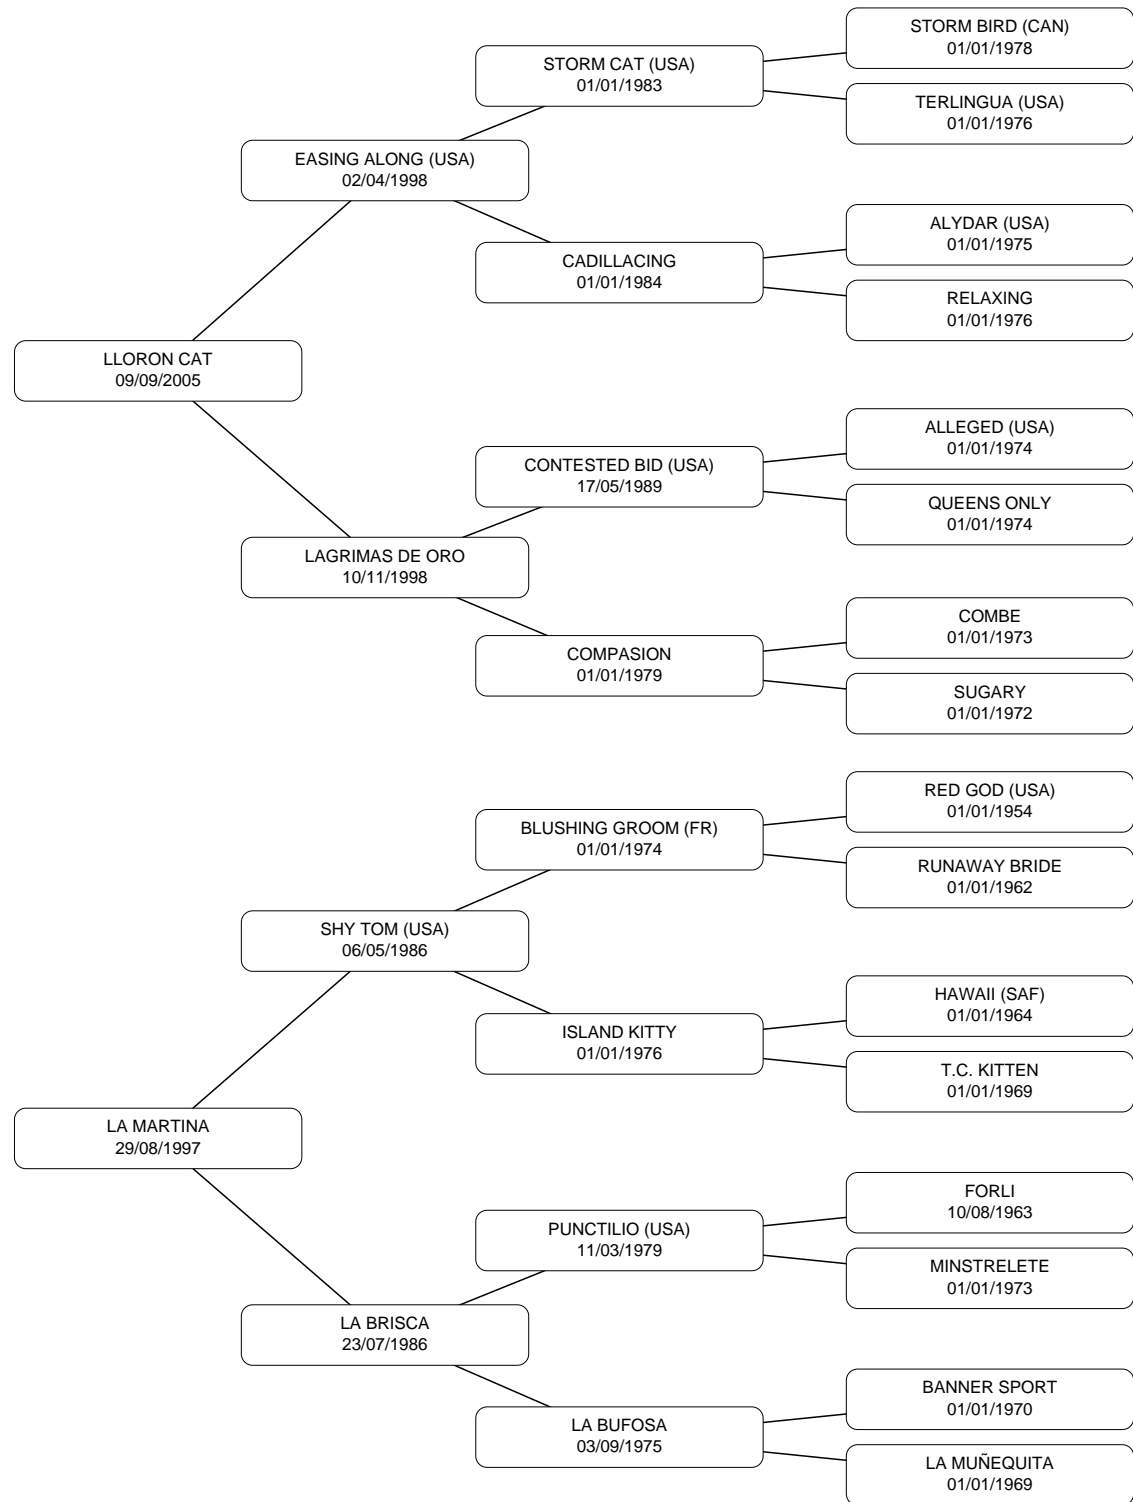 STORM BIRD (CAN)
01/01/1978
STORM CAT (USA)
01/01/1983
TERLINGUA (USA)
01/01/1976
EASING ALONG (USA)
02/04/1998
ALYDAR (USA)
01/01/1975
CADILLACING
01/01/1984
RELAXING
01/01/1976
LLORON CAT
09/09/2005
ALLEGED (USA)
01/01/1974
CONTESTED BID (USA)
17/05/1989
QUEENS ONLY
01/01/1974
LAGRIMAS DE ORO
10/11/1998
COMBE
01/01/1973
COMPASION
01/01/1979
SUGARY
01/01/1972
RED GOD (USA)
01/01/1954
BLUSHING GROOM (FR)
01/01/1974
RUNAWAY BRIDE
01/01/1962
SHY TOM (USA)
06/05/1986
HAWAII (SAF)
01/01/1964
ISLAND KITTY
01/01/1976
T.C. KITTEN
01/01/1969
LA MARTINA
29/08/1997
FORLI
10/08/1963
PUNCTILIO (USA)
11/03/1979
MINSTRELETE
01/01/1973
LA BRISCA
23/07/1986
BANNER SPORT
01/01/1970
LA BUFOSA
03/09/1975
LA MUÑEQUITA
01/01/1969